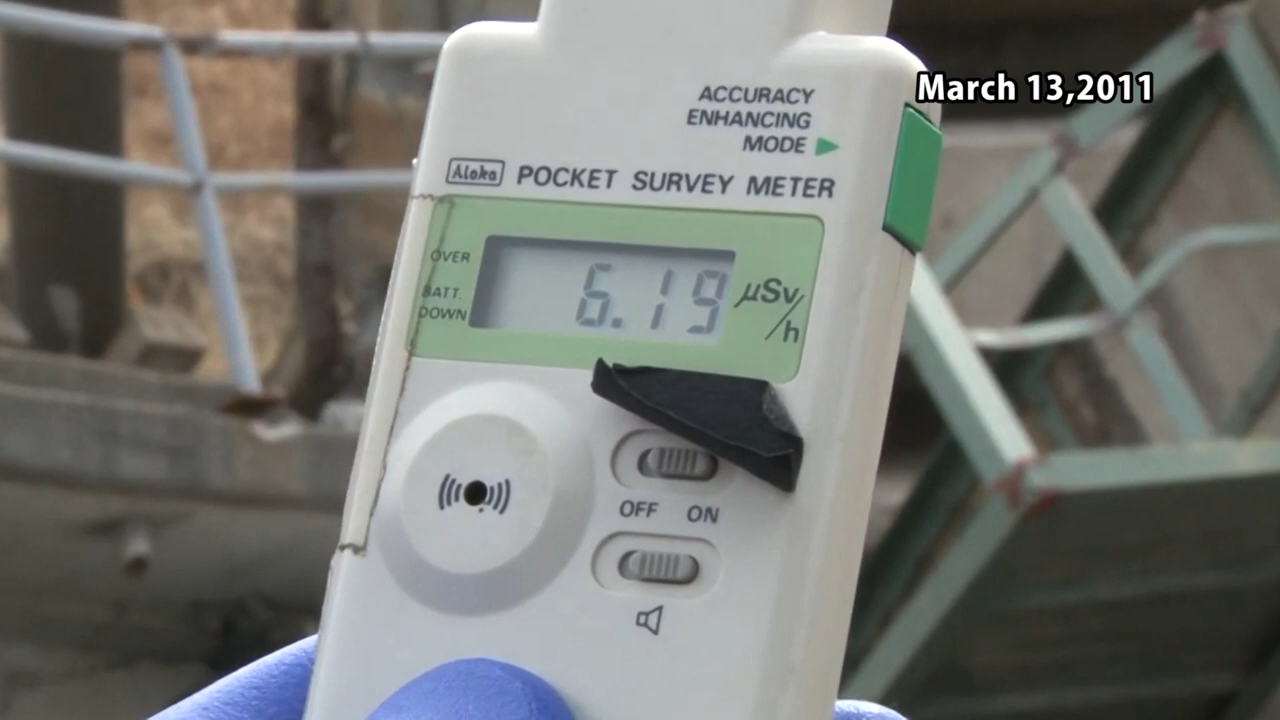 March 13,2011
ACCURACY
ENHANCING
MODE
Aloka POCKET SURVEY METER
OVER
BATT.
DOWN
6.19 μSv/h
OFF ON